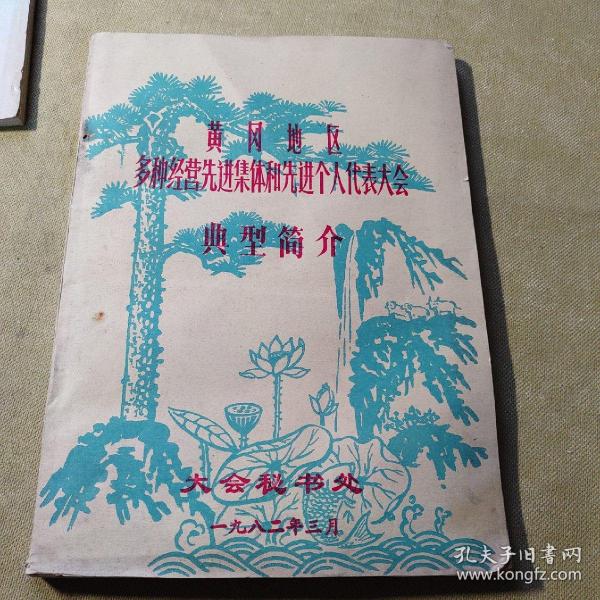 黄冈地区
多种经营先进集体和先进个人代表大会
典型简介
大会秘书处
一九八二年三月
孔夫子旧书网
www.kongfz.com